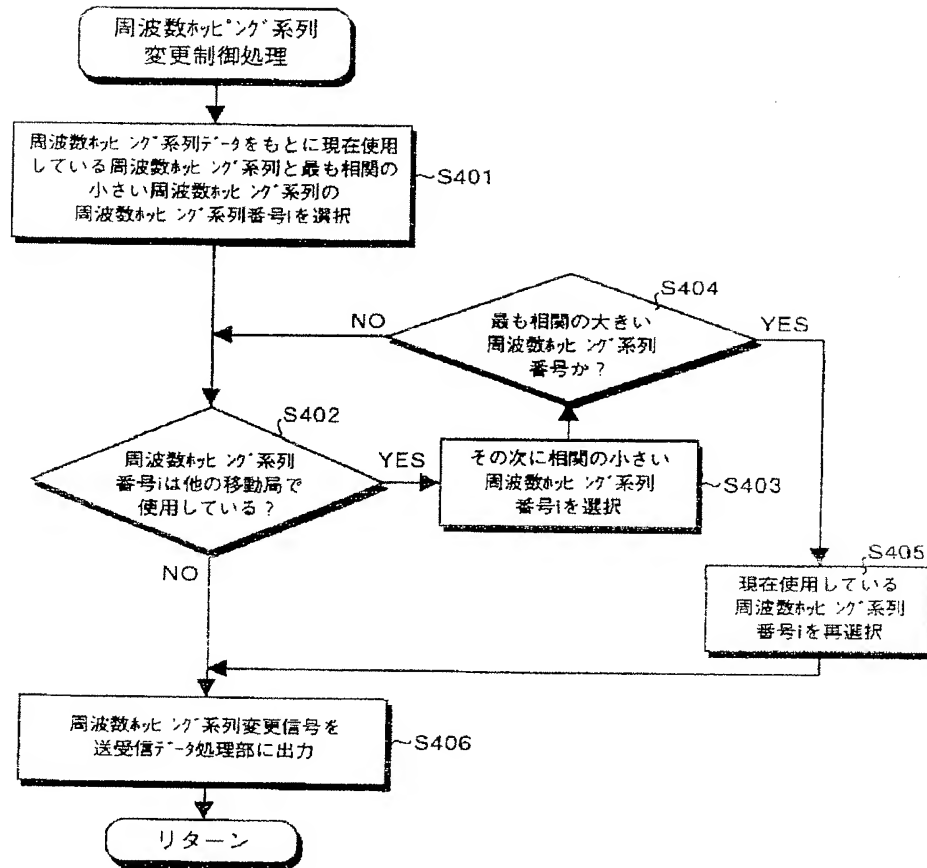 周波数ﾎｯﾋﾟﾝｸﾞ系列
変更制御処理
周波数ﾎｯﾋﾟﾝｸﾞ系列ﾃﾞｰﾀをもとに現在使用
している周波数ﾎｯﾋﾟﾝｸﾞ系列と最も相関の
小さい周波数ﾎｯﾋﾟﾝｸﾞ系列の
周波数ﾎｯﾋﾟﾝｸﾞ系列番号iを選択
S401
S404
最も相関の大きい
周波数ﾎｯﾋﾟﾝｸﾞ系列
番号か？
NO
YES
S402
周波数ﾎｯﾋﾟﾝｸﾞ系列
番号iは他の移動局で
使用している？
YES
NO
その次に相関の小さい
周波数ﾎｯﾋﾟﾝｸﾞ系列
番号iを選択
S403
S405
現在使用している
周波数ﾎｯﾋﾟﾝｸﾞ系列
番号iを再選択
周波数ﾎｯﾋﾟﾝｸﾞ系列変更信号を
送受信ﾃﾞｰﾀ処理部に出力
S406
リターン